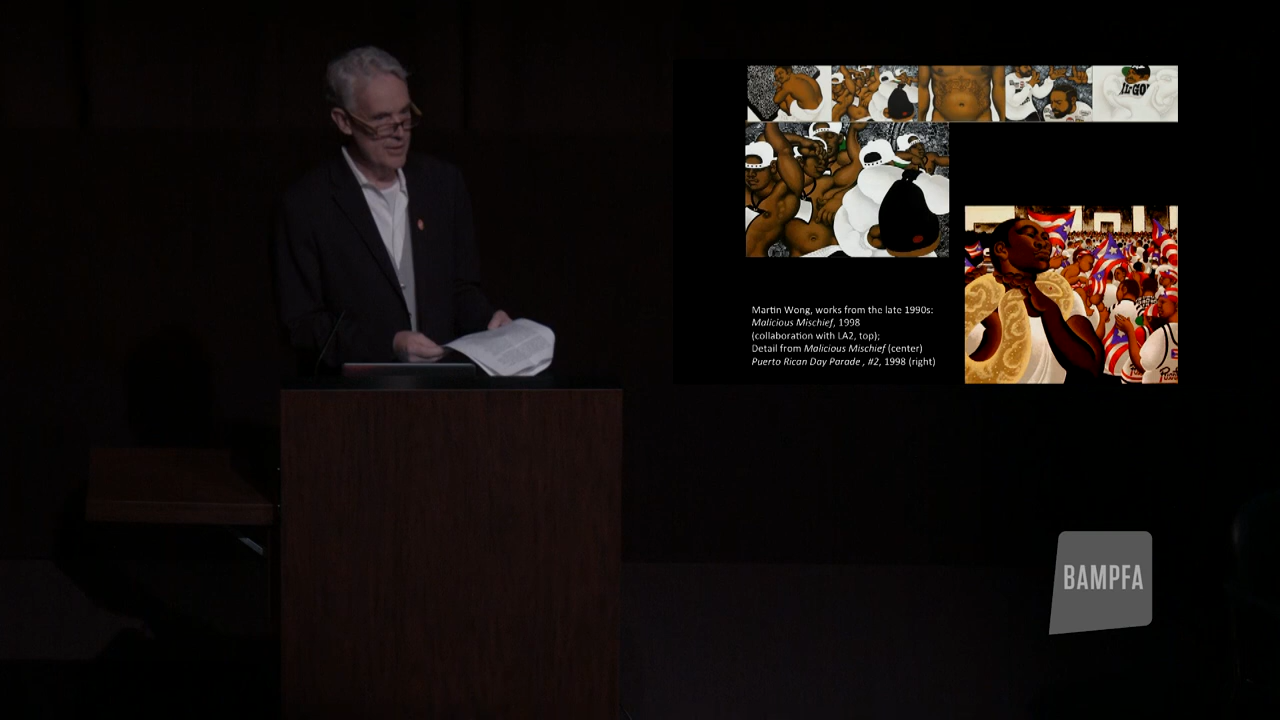 Martin Wong, works from the late 1990s:
Malicious Mischief, 1998
(collaboration with LA2, top);
Detail from Malicious Mischief (center)
Puerto Rican Day Parade , #2, 1998 (right)
BAMPFA